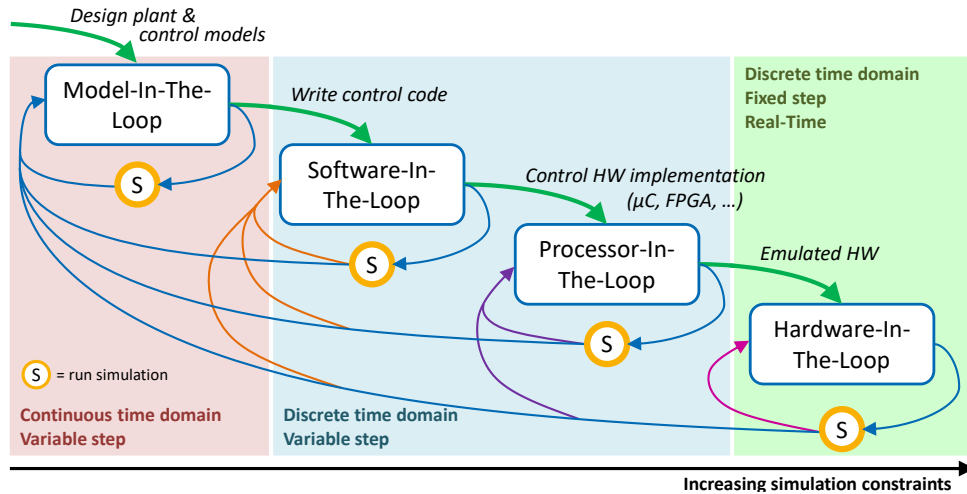 Design plant &
control models
Model-In-The-
Loop
S
Write control code
Software-In-
The-Loop
S
Control HW implementation
(µC, FPGA, …)
Processor-In-
The-Loop
S
Emulated HW
Hardware-In-
The-Loop
S
Discrete time domain
Fixed step
Real-Time
S = run simulation
Continuous time domain
Variable step
Discrete time domain
Variable step
Increasing simulation constraints